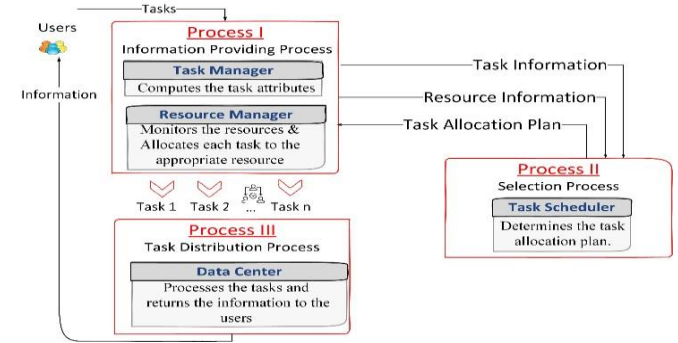 Tasks
Users
Information
Process I
Information Providing Process
Task Manager
Computes the task attributes
Resource Manager
Monitors the resources &
Allocates each task to the
appropriate resource
Task Information
Resource Information
Task Allocation Plan
Process II
Selection Process
Task Scheduler
Determines the task
allocation plan.
Task 1 Task 2 ... Task n
Process III
Task Distribution Process
Data Center
Processes the tasks and
returns the information to the
users